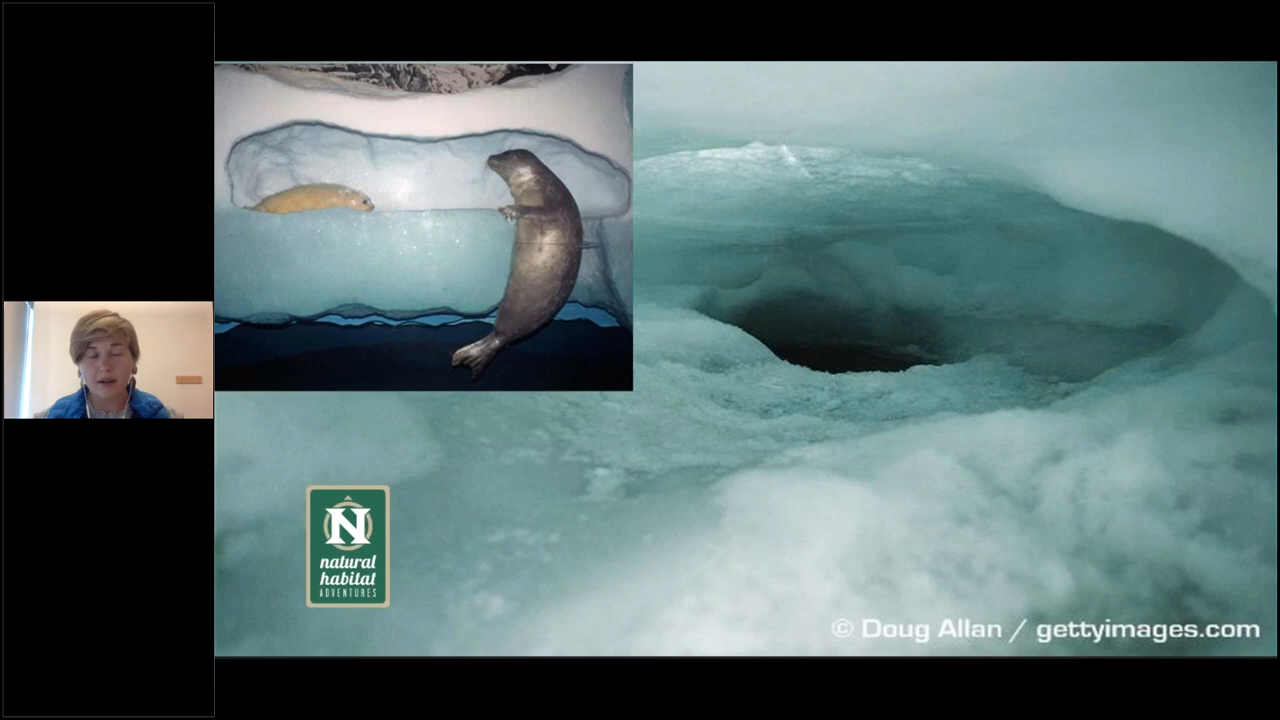 N
natural
habitat
ADVENTURES
© Doug Allan / gettyimages.com